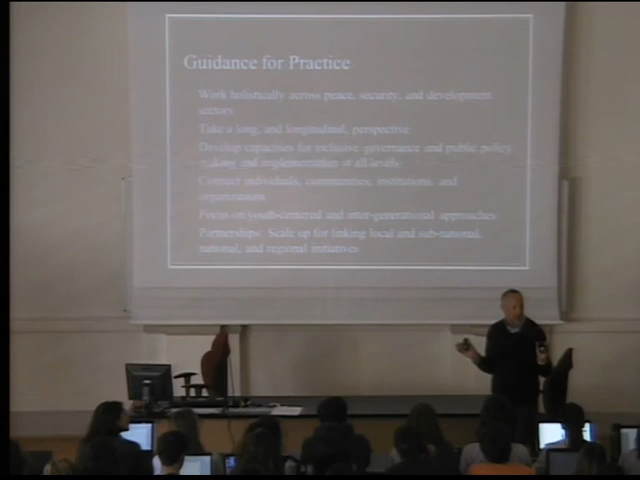 Guidance for Practice
Work holistically across peace, security, and development
sectors
Take a long, and longitudinal, perspective
Develop capacities for inclusive governance and public policy
making and implementation at all levels
Connect individuals, communities, institutions, and
organizations
Focus on youth-centered and inter-generational approaches
Partnerships: Scale up for linking local and sub-national,
national, and regional initiatives